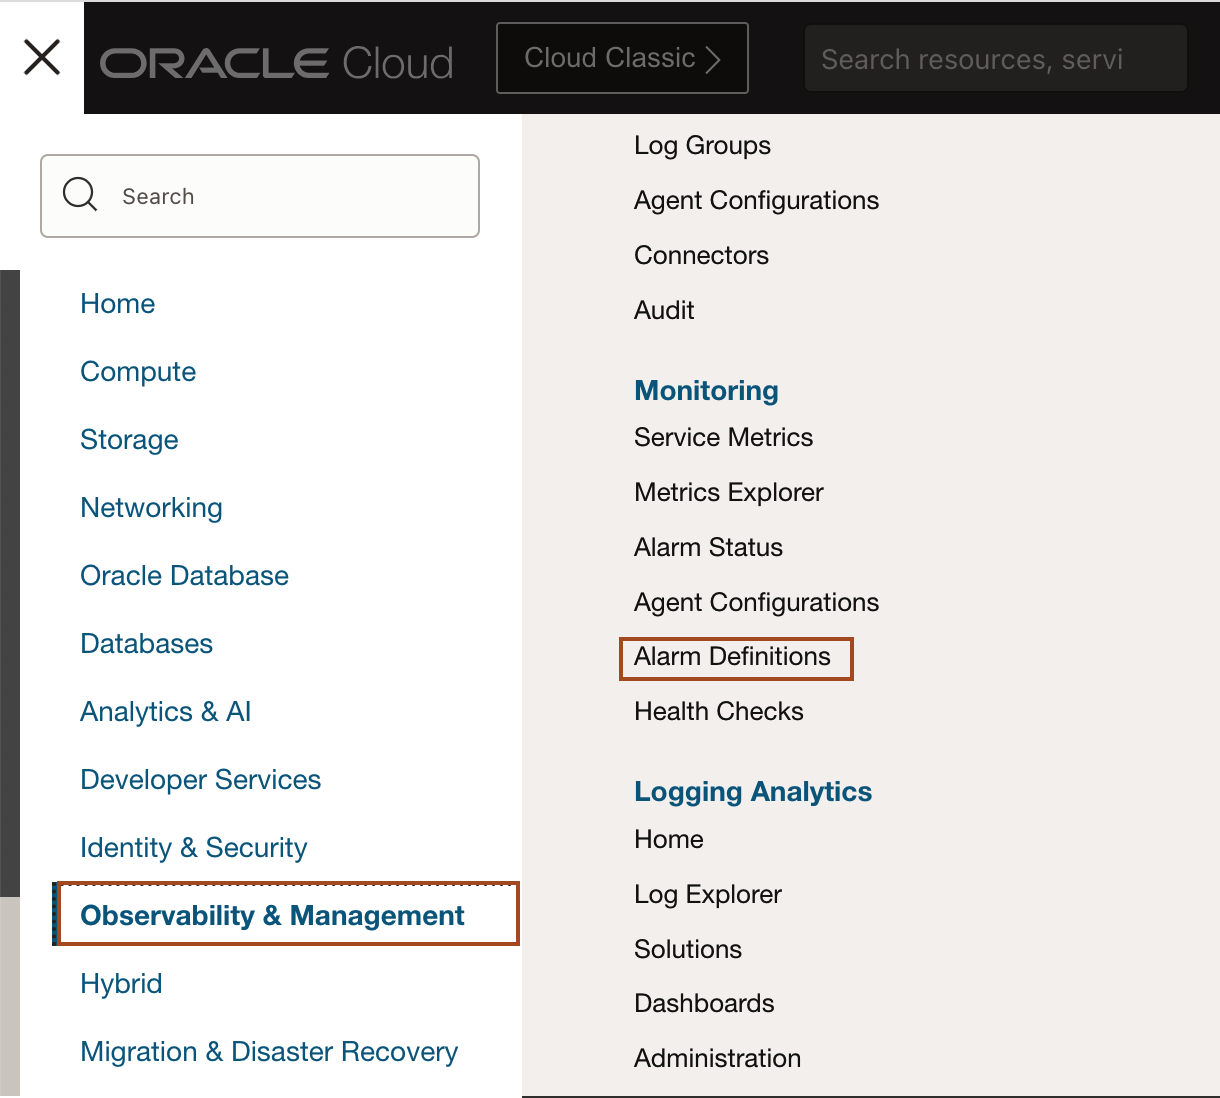 ORACLE Cloud
Cloud Classic
Search resources, servi
Search
Home
Compute
Storage
Networking
Oracle Database
Databases
Analytics & AI
Developer Services
Identity & Security
Observability & Management
Hybrid
Migration & Disaster Recovery
Log Groups
Agent Configurations
Connectors
Audit
Monitoring
Service Metrics
Metrics Explorer
Alarm Status
Agent Configurations
Alarm Definitions
Health Checks
Logging Analytics
Home
Log Explorer
Solutions
Dashboards
Administration